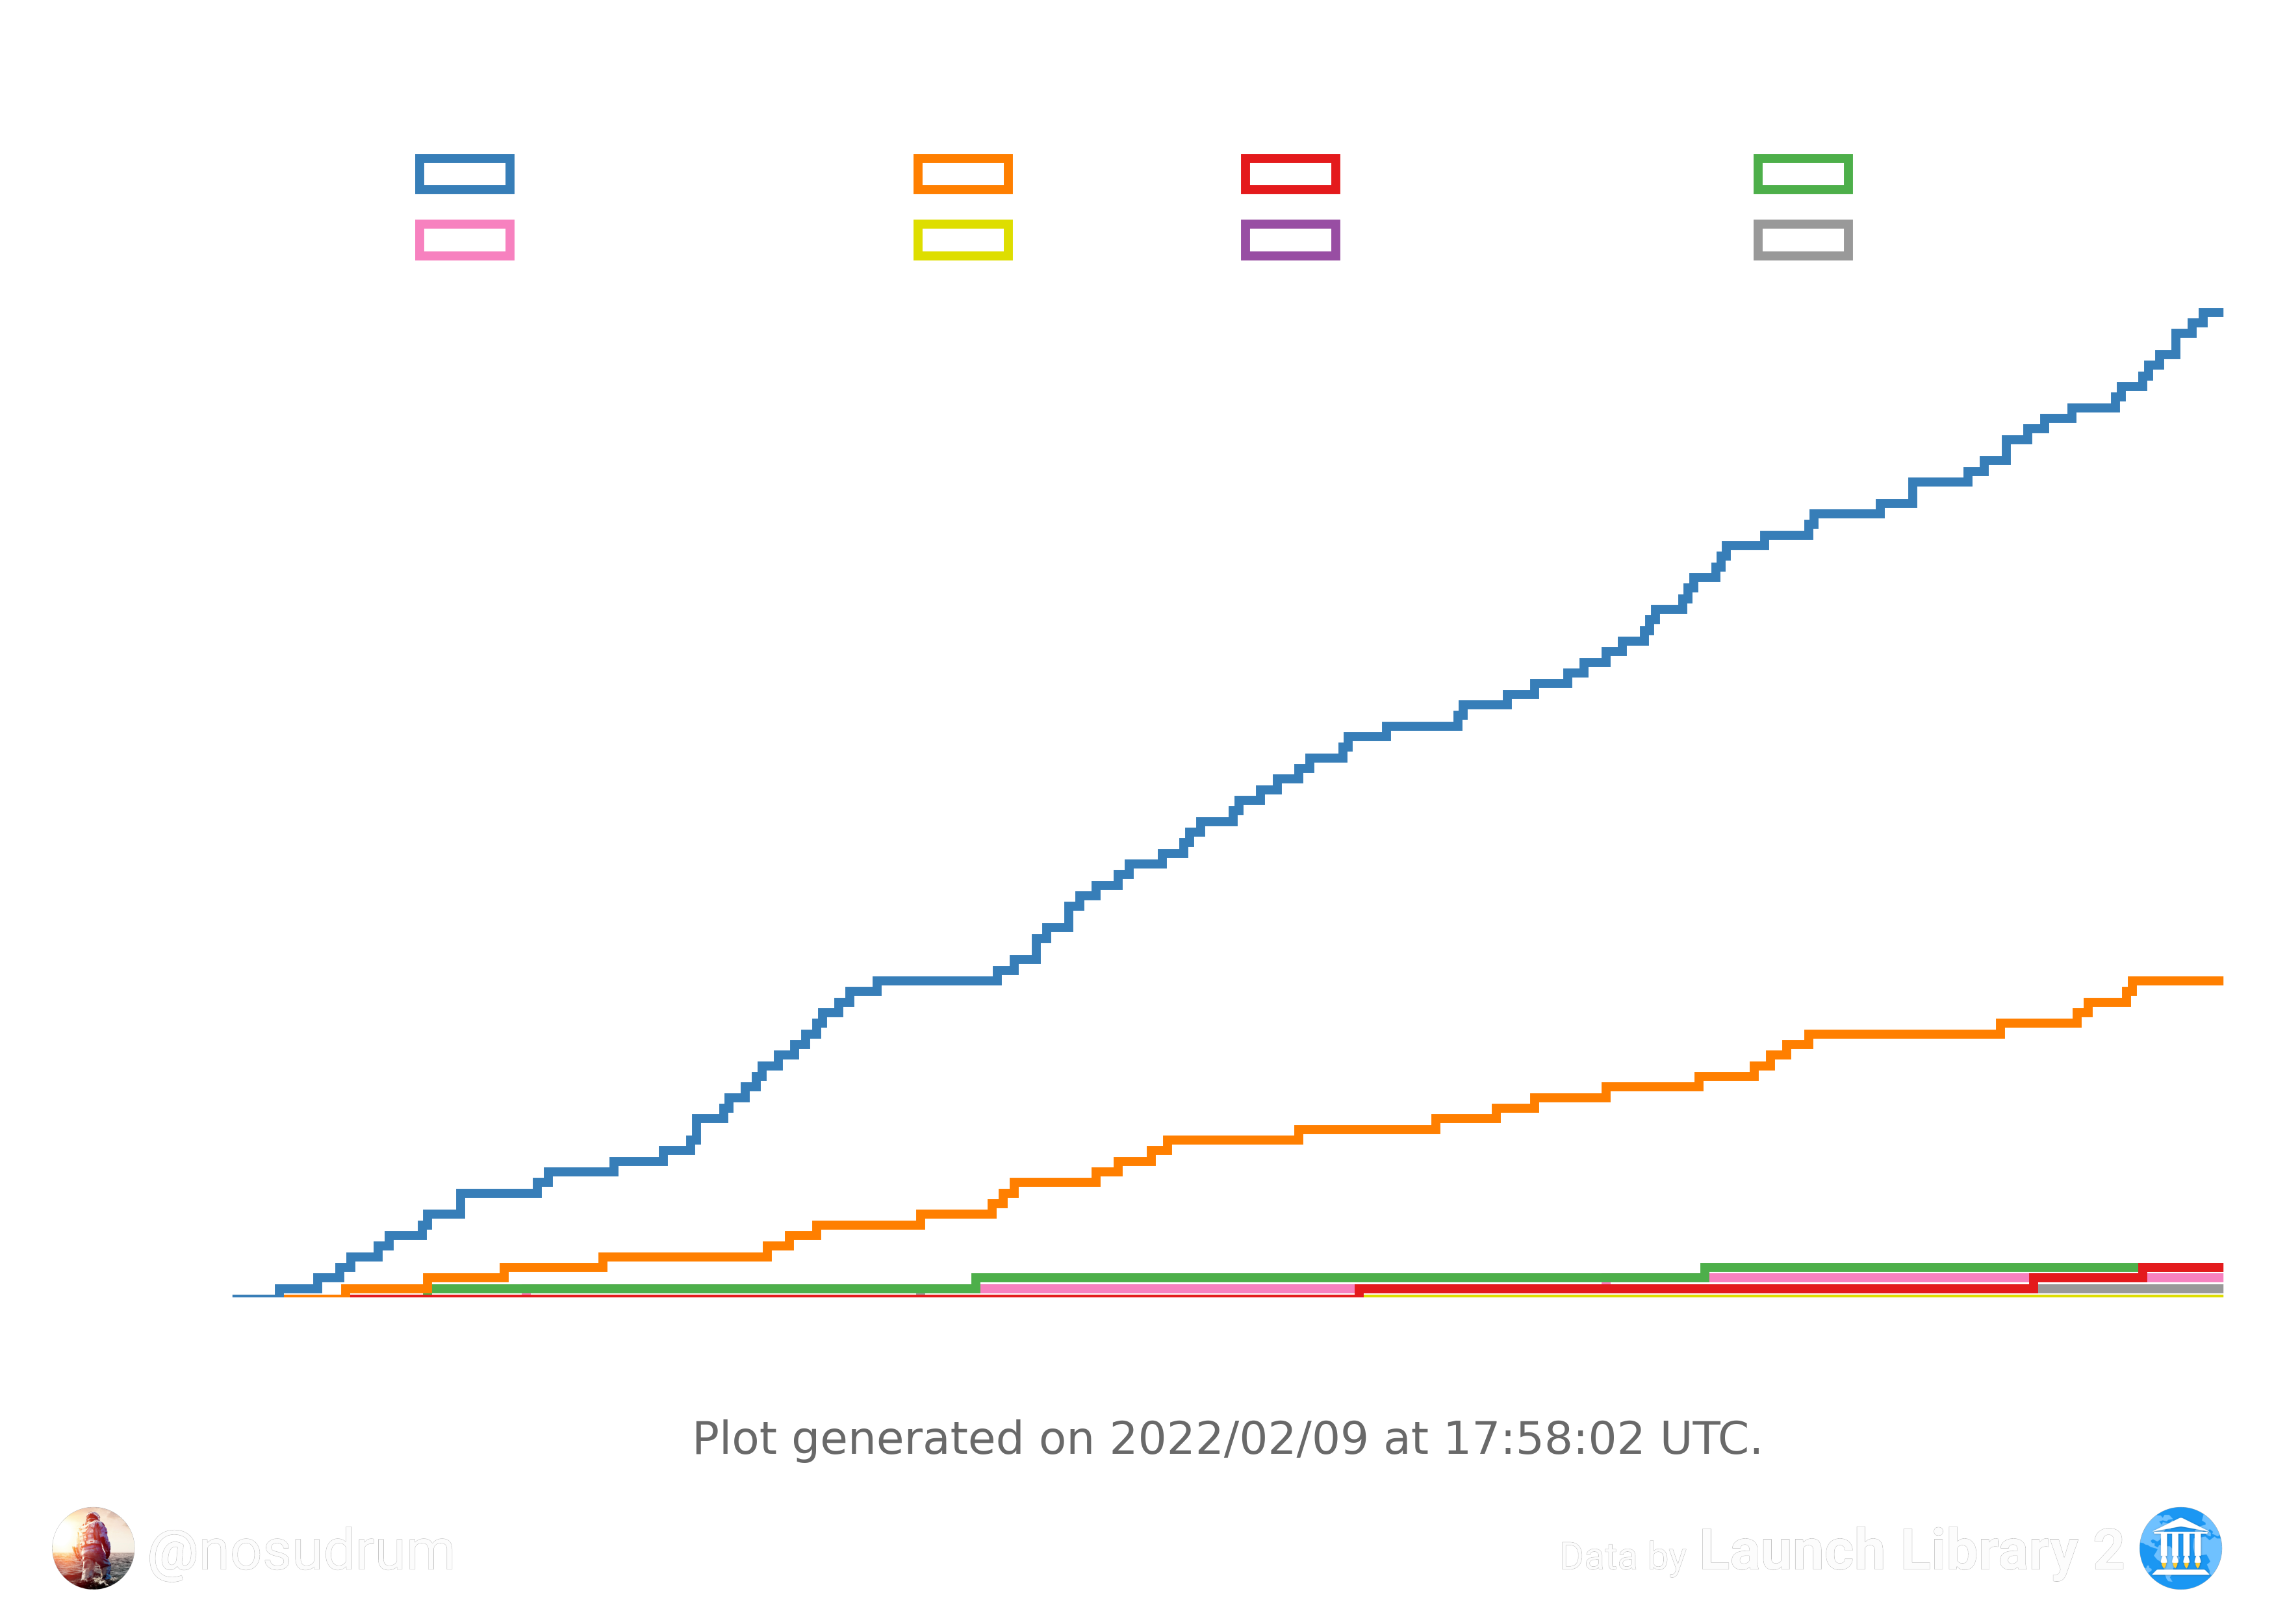 Plot generated on 2022/02/09 at 17:58:02 UTC.
@nosudrum
Data by Launch Library 2